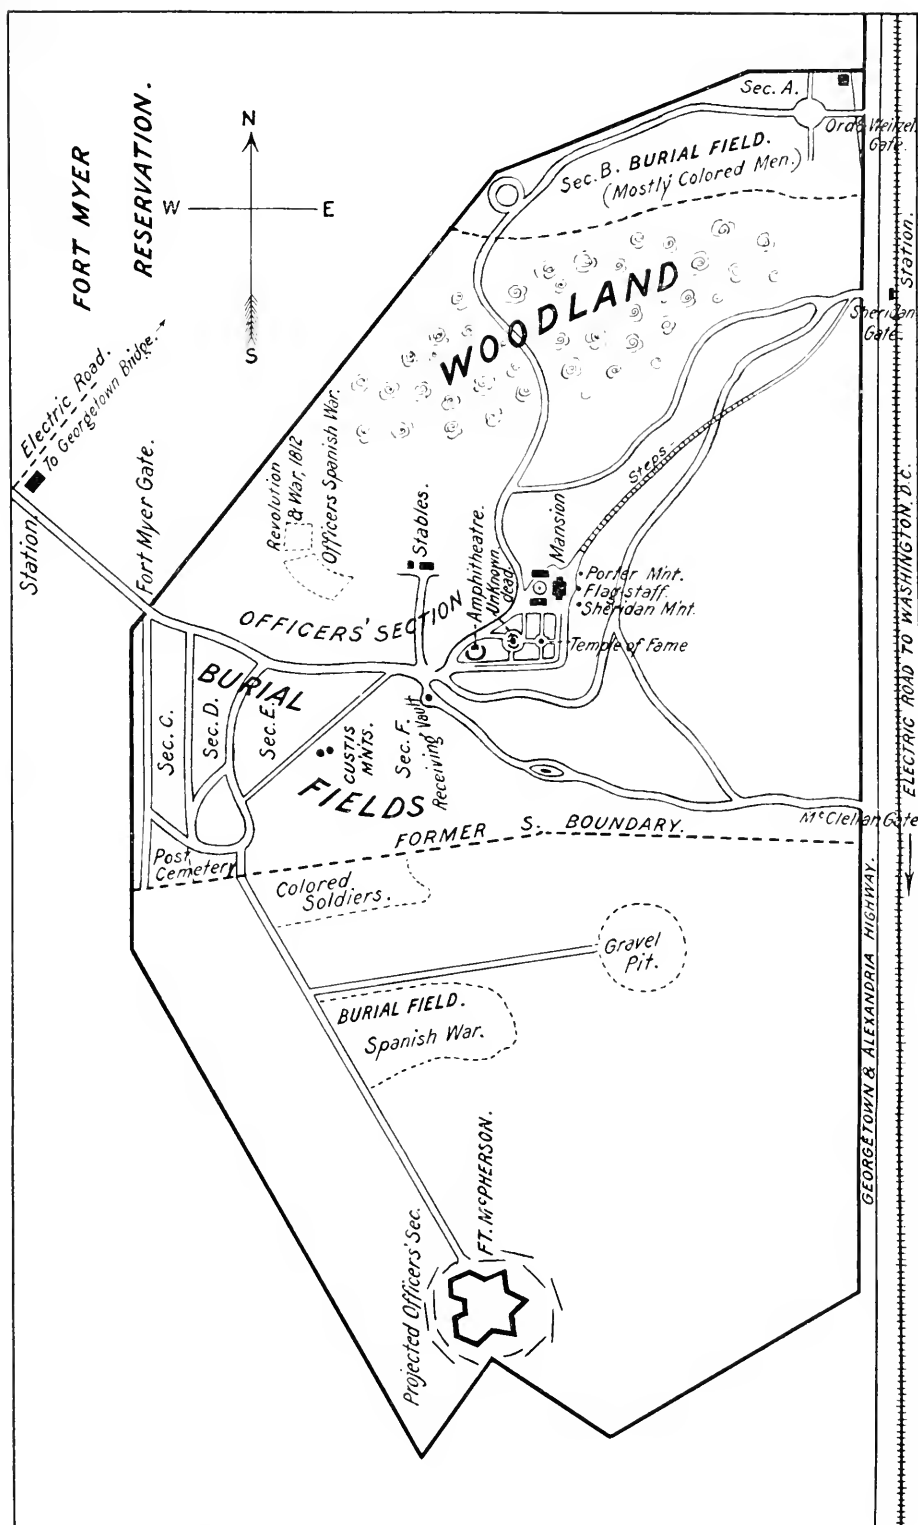 FORT MYER
RESERVATION.
N
W
E
S
Sec. A.
Ord & Weitzel
Gate.
Sec. B. BURIAL FIELD.
(Mostly Colored Men.)
WOODLAND
Station.
Sheridan
Gate.
Electric Road.
To Georgetown Bridge.
Station.
Fort Myer Gate.
Revolution
& War, 1812
Officers Spanish War.
Stables.
Amphitheatre.
Unknown
dead.
Mansion
Steps
Porter Mnt.
Flagstaff.
Sheridan Mnt.
Temple of Fame
OFFICERS' SECTION
BURIAL
FIELDS
Sec. C.
Sec. D.
Sec. E.
CUSTIS
MNTS.
Sec. F.
Receiving Vault
McClellan Gate
FORMER S. BOUNDARY.
Post
Cemetery
Colored
Soldiers.
Gravel
Pit.
BURIAL FIELD.
Spanish War.
FT. McPHERSON.
Projected Officers' Sec.
GEORGETOWN & ALEXANDRIA HIGHWAY.
ELECTRIC ROAD TO WASHINGTON, D.C.